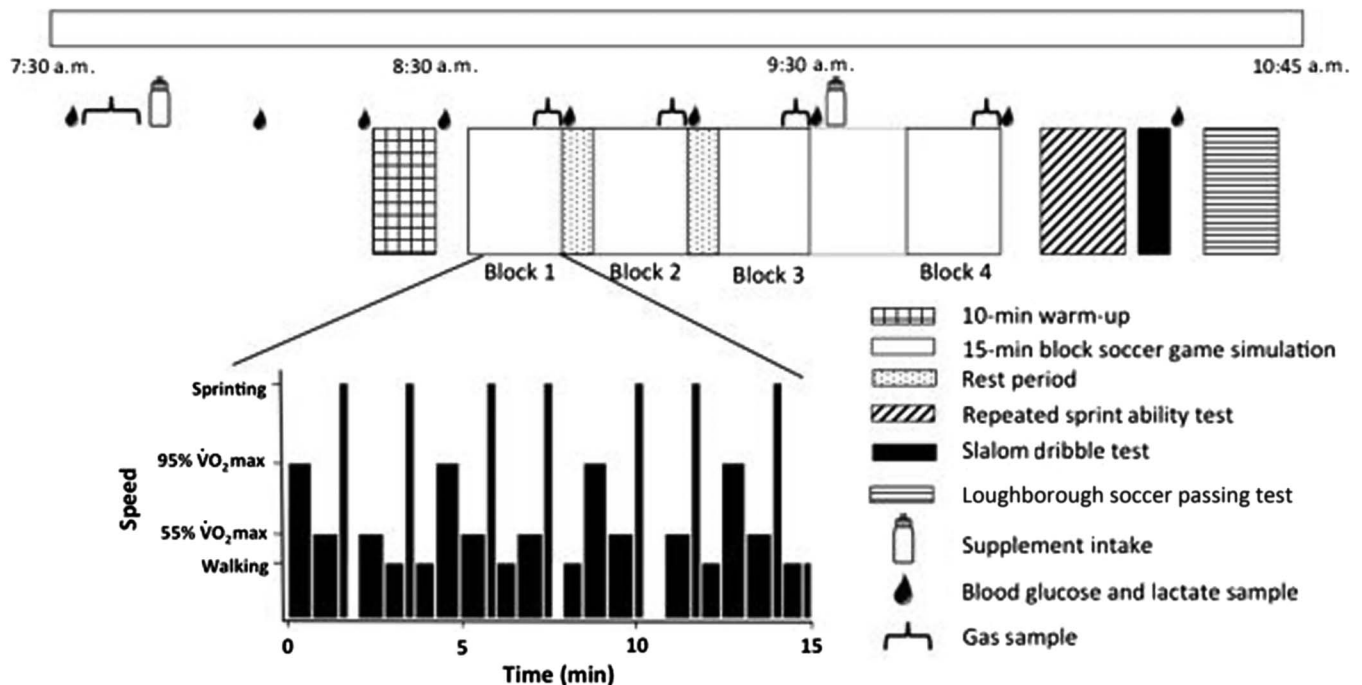 7:30 a.m.
8:30 a.m.
9:30 a.m.
10:45 a.m.
Block 1
Block 2
Block 3
Block 4
10-min warm-up
15-min block soccer game simulation
Rest period
Repeated sprint ability test
Slalom dribble test
Loughborough soccer passing test
Supplement intake
Blood glucose and lactate sample
Gas sample
Speed
Sprinting
95% V̇O₂max
55% V̇O₂max
Walking
0
5
10
15
Time (min)